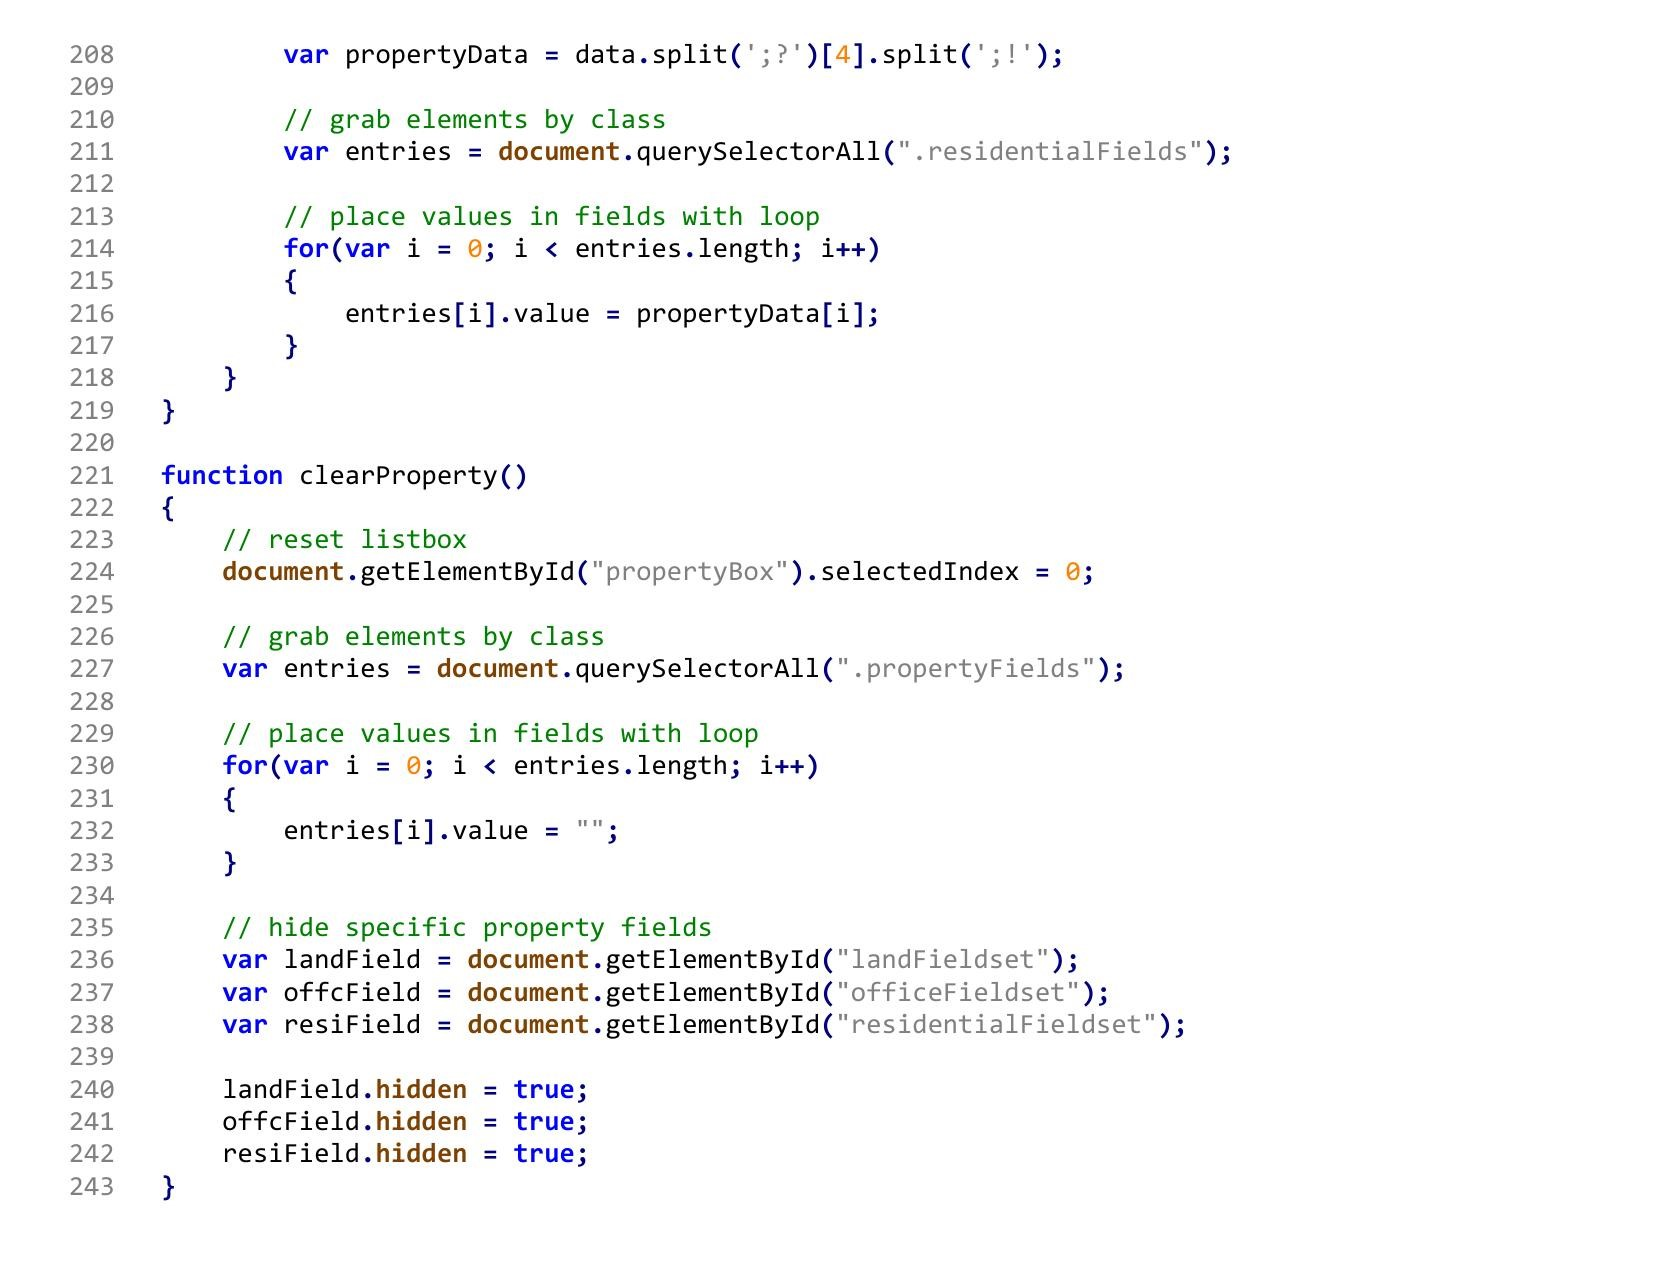 208 var propertyData = data.split(';?')[4].split(';!');
209
210 // grab elements by class
211 var entries = document.querySelectorAll(".residentialFields");
212
213 // place values in fields with loop
214 for(var i = 0; i < entries.length; i++)
215 {
216 entries[i].value = propertyData[i];
217 }
218 }
219 }
220
221 function clearProperty()
222 {
223 // reset listbox
224 document.getElementById("propertyBox").selectedIndex = 0;
225
226 // grab elements by class
227 var entries = document.querySelectorAll(".propertyFields");
228
229 // place values in fields with loop
230 for(var i = 0; i < entries.length; i++)
231 {
232 entries[i].value = "";
233 }
234
235 // hide specific property fields
236 var landField = document.getElementById("landFieldset");
237 var offcField = document.getElementById("officeFieldset");
238 var resiField = document.getElementById("residentialFieldset");
239
240 landField.hidden = true;
241 offcField.hidden = true;
242 resiField.hidden = true;
243 }